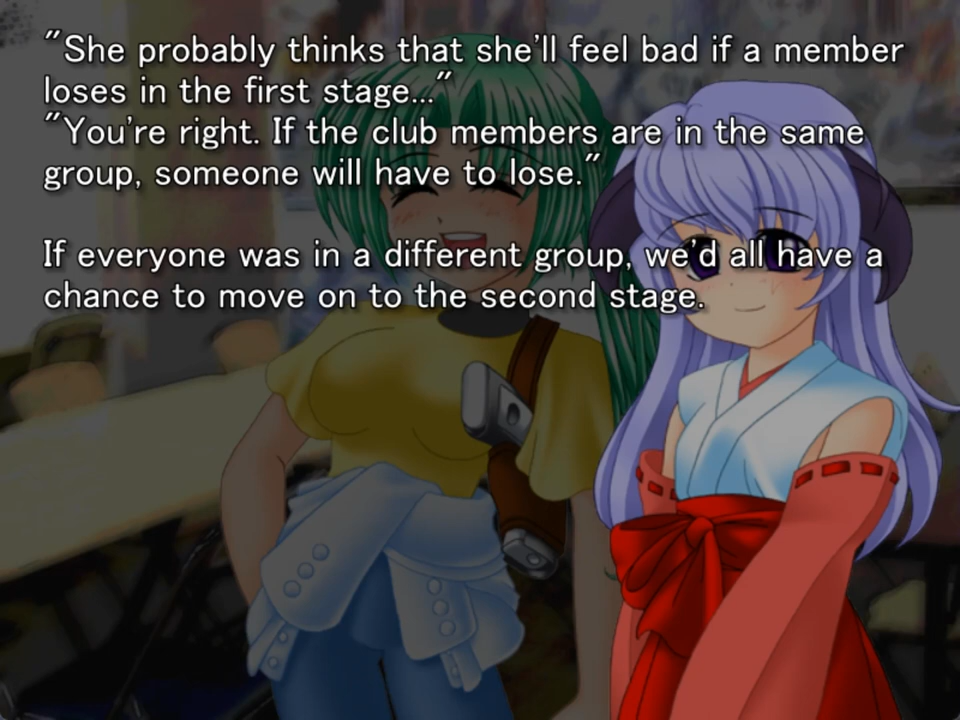 "She probably thinks that she'll feel bad if a member
loses in the first stage..."
"You're right. If the club members are in the same
group, someone will have to lose."
If everyone was in a different group, we'd all have a
chance to move on to the second stage.